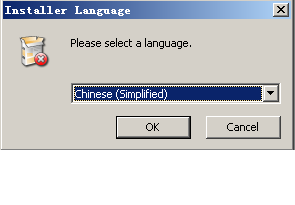 Installer Language
Please select a language.
Chinese (Simplified)
OK
Cancel